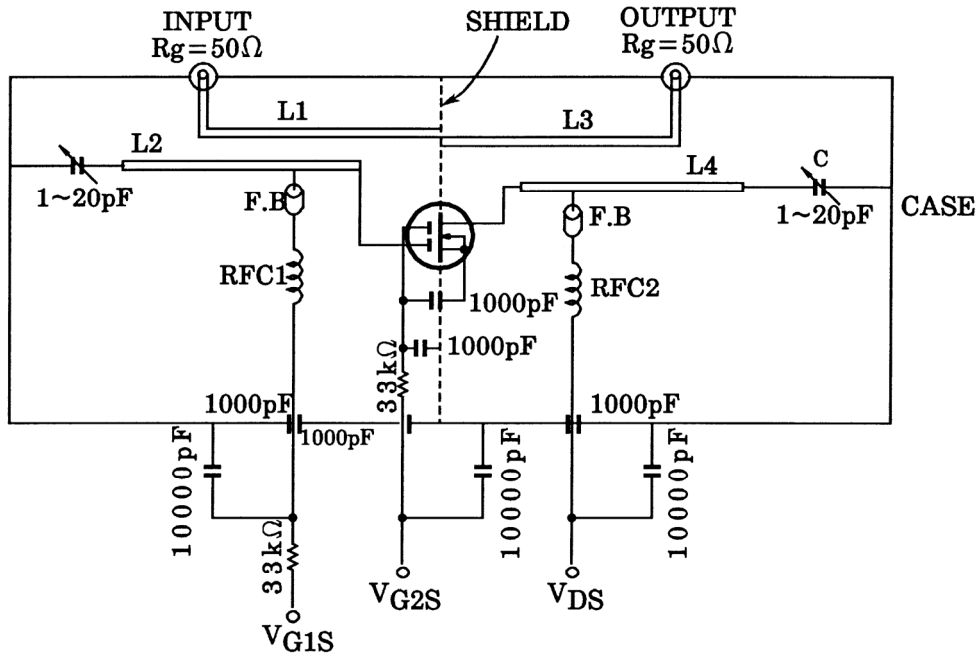 INPUT
Rg=50Ω
SHIELD
OUTPUT
Rg=50Ω
L1
L3
L2
L4
C
1~20pF
F.B
F.B
1~20pF
CASE
RFC1
RFC2
1000pF
1000pF
33kΩ
1000pF
1000pF
1000pF
10000pF
10000pF
10000pF
33kΩ
VG1S
VG2S
VDS